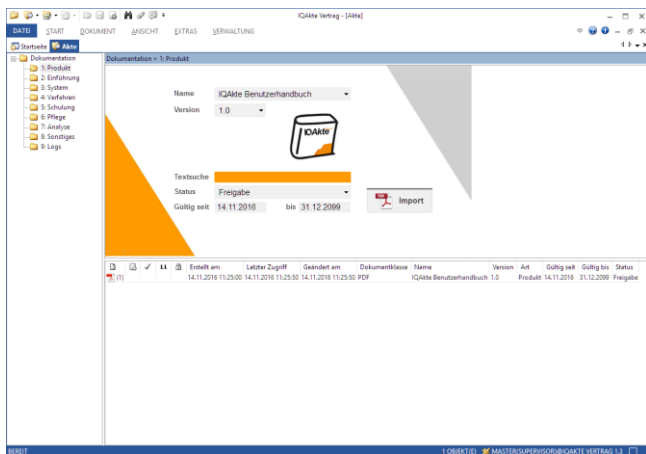 IQAkte Vertrag - [Akte]
DATEI START DOKUMENT ANSICHT EXTRAS VERWALTUNG
Startseite Akte
Dokumentation
1: Produkt
2: Einführung
3: System
4: Verfahren
5: Schulung
6: Pflege
7: Analyse
8: Sonstiges
9: Logs
Dokumentation > 1: Produkt
Name IQAkte Benutzerhandbuch
Version 1.0
IQAkte
Textsuche
Status Freigabe
Gültig seit 14.11.2016 bis 31.12.2099
Import
1.1 Erstellt am Letzter Zugriff Geändert am Dokumentklasse Name Version Art Gültig seit Gültig bis Status
(1) 14.11.2016 11:25:00 14.11.2016 11:25:50 14.11.2016 11:25:50 PDF IQAkte Benutzerhandbuch 1.0 Produkt 14.11.2016 31.12.2099 Freigabe
BEREIT 1 OBJEKT(E) MASTER(SUPERVISOR)@IQAKTE VERTRAG 1.3